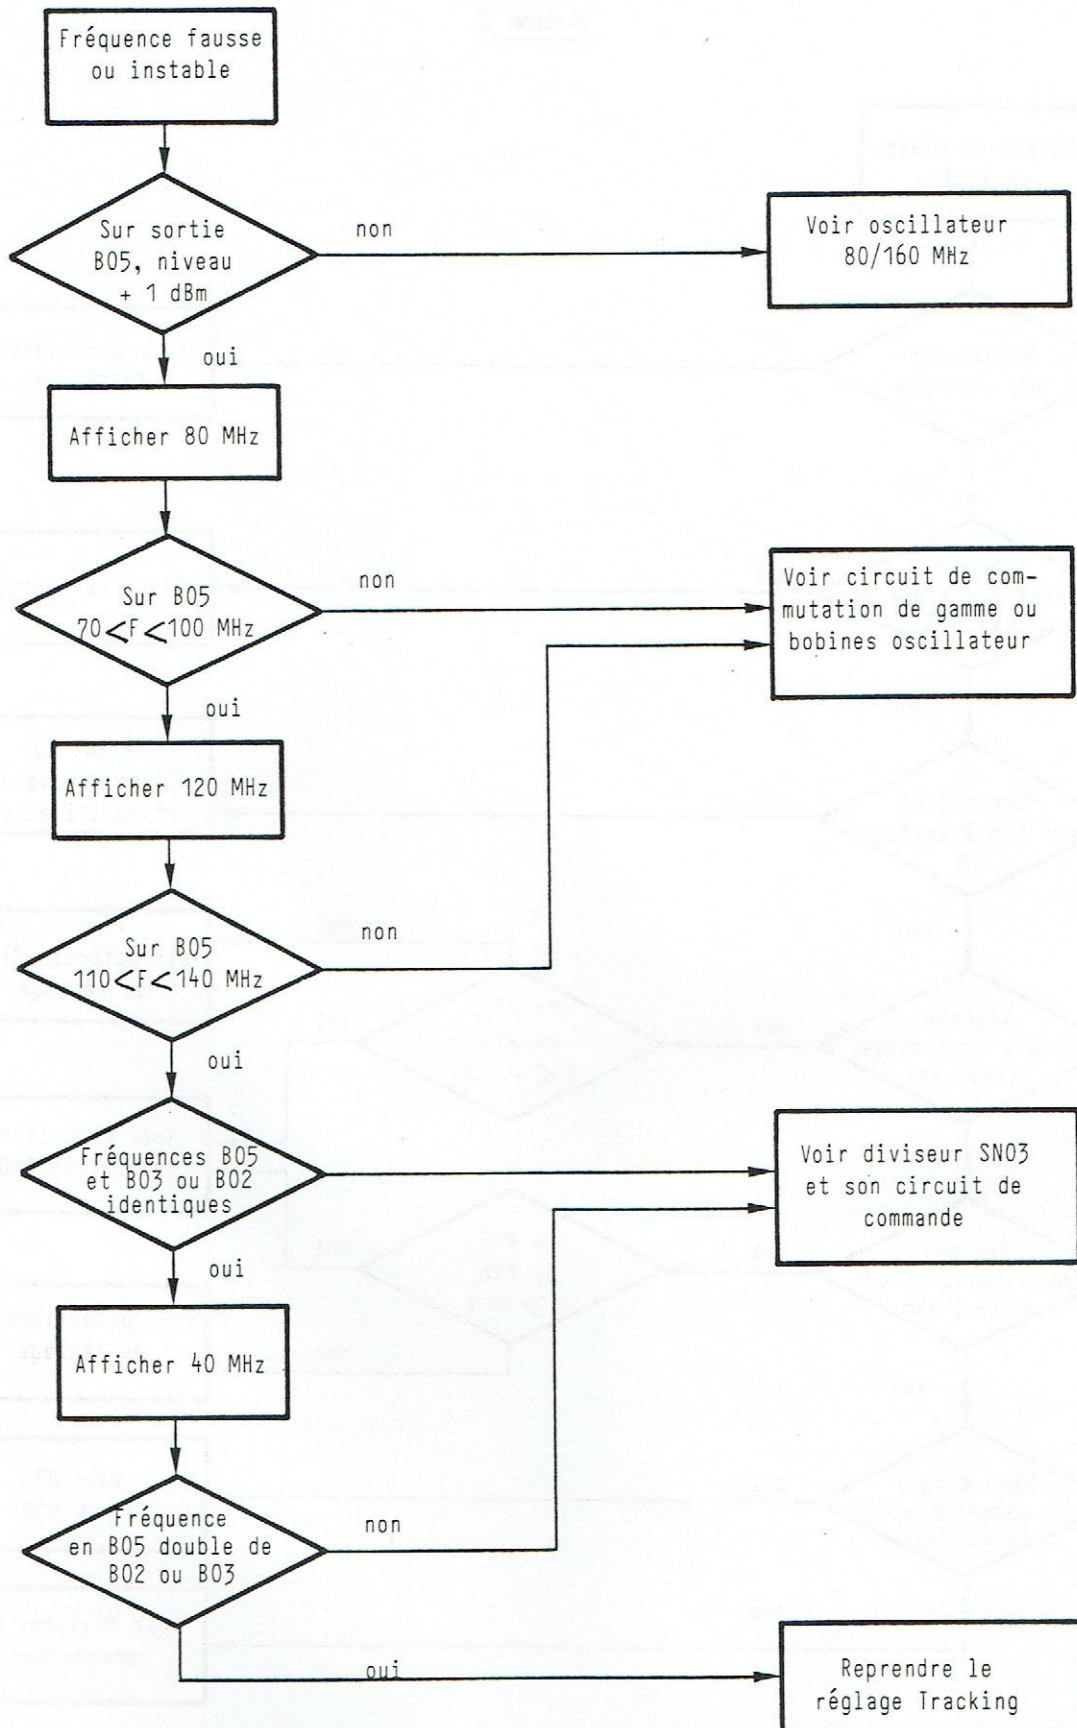 Fréquence fausse
ou instable
Sur sortie
B05, niveau
+ 1 dBm
non
Voir oscillateur
80/160 MHz
oui
Afficher 80 MHz
Sur B05
70<F<100 MHz
non
Voir circuit de com-
mutation de gamme ou
bobines oscillateur
oui
Afficher 120 MHz
Sur B05
110<F<140 MHz
non
oui
Fréquences B05
et B03 ou B02
identiques
Voir diviseur SN03
et son circuit de
commande
oui
Afficher 40 MHz
Fréquence
en B05 double de
B02 ou B03
non
oui
Reprendre le
réglage Tracking